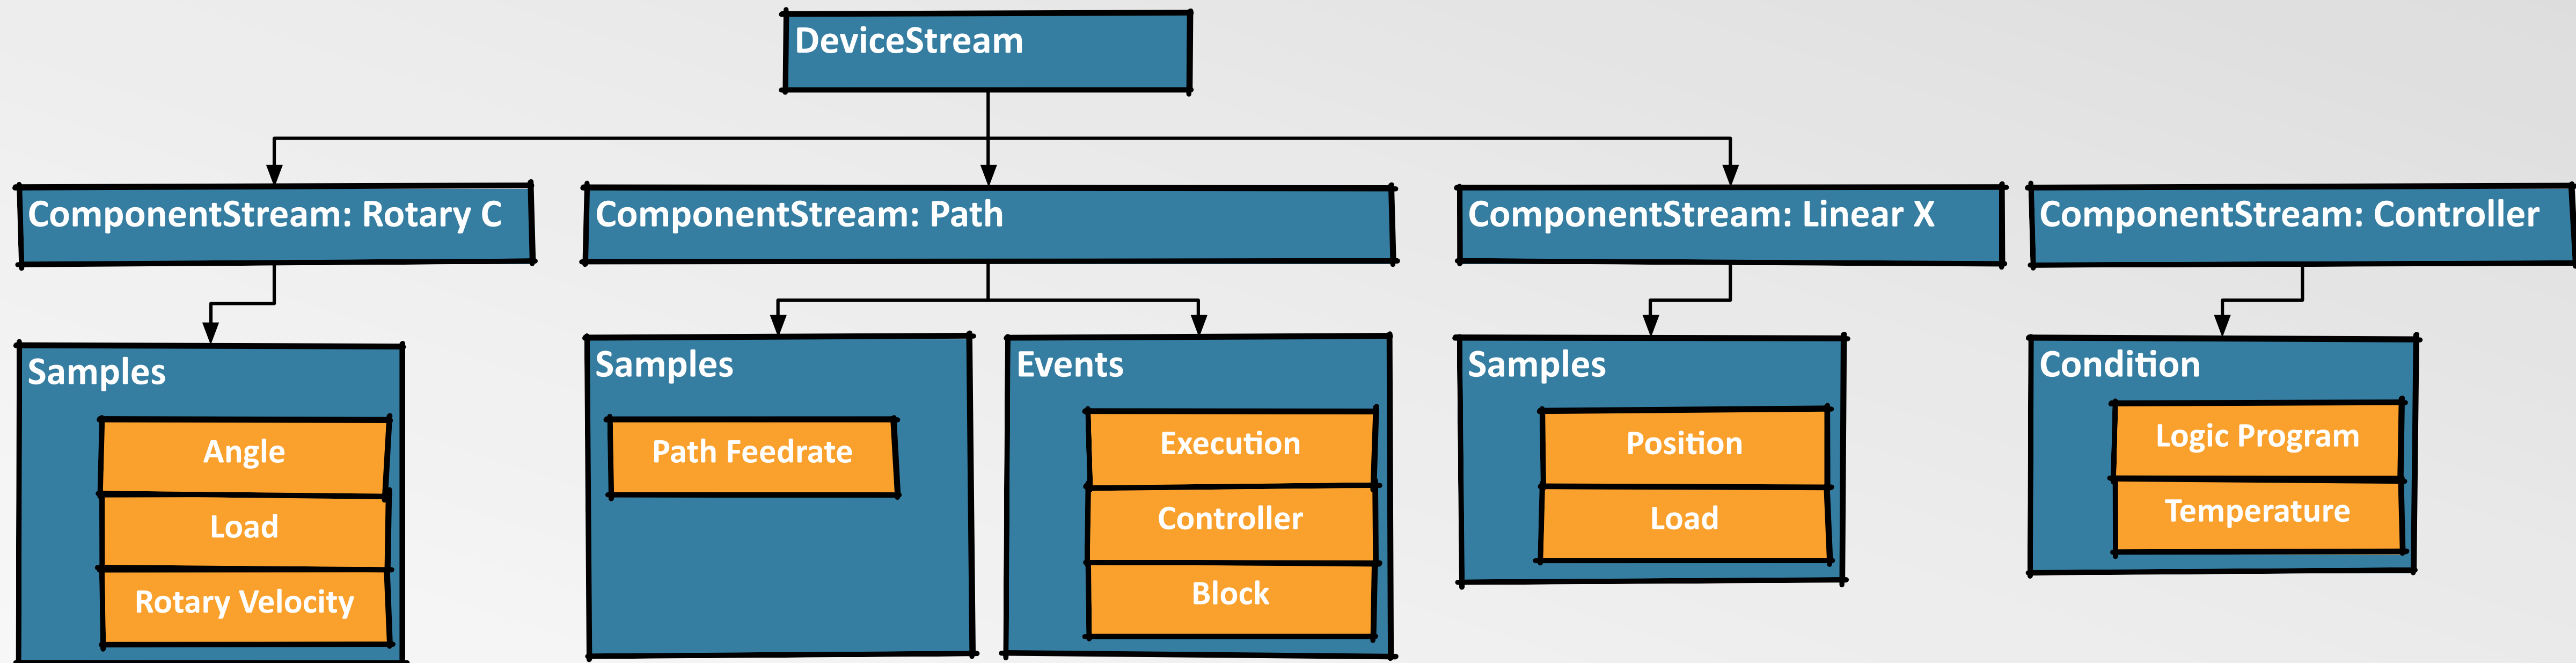 DeviceStream
ComponentStream: Rotary C
ComponentStream: Path
ComponentStream: Linear X
ComponentStream: Controller
Samples
Angle
Load
Rotary Velocity
Samples
Path Feedrate
Events
Execution
Controller
Block
Samples
Position
Load
Condition
Logic Program
Temperature